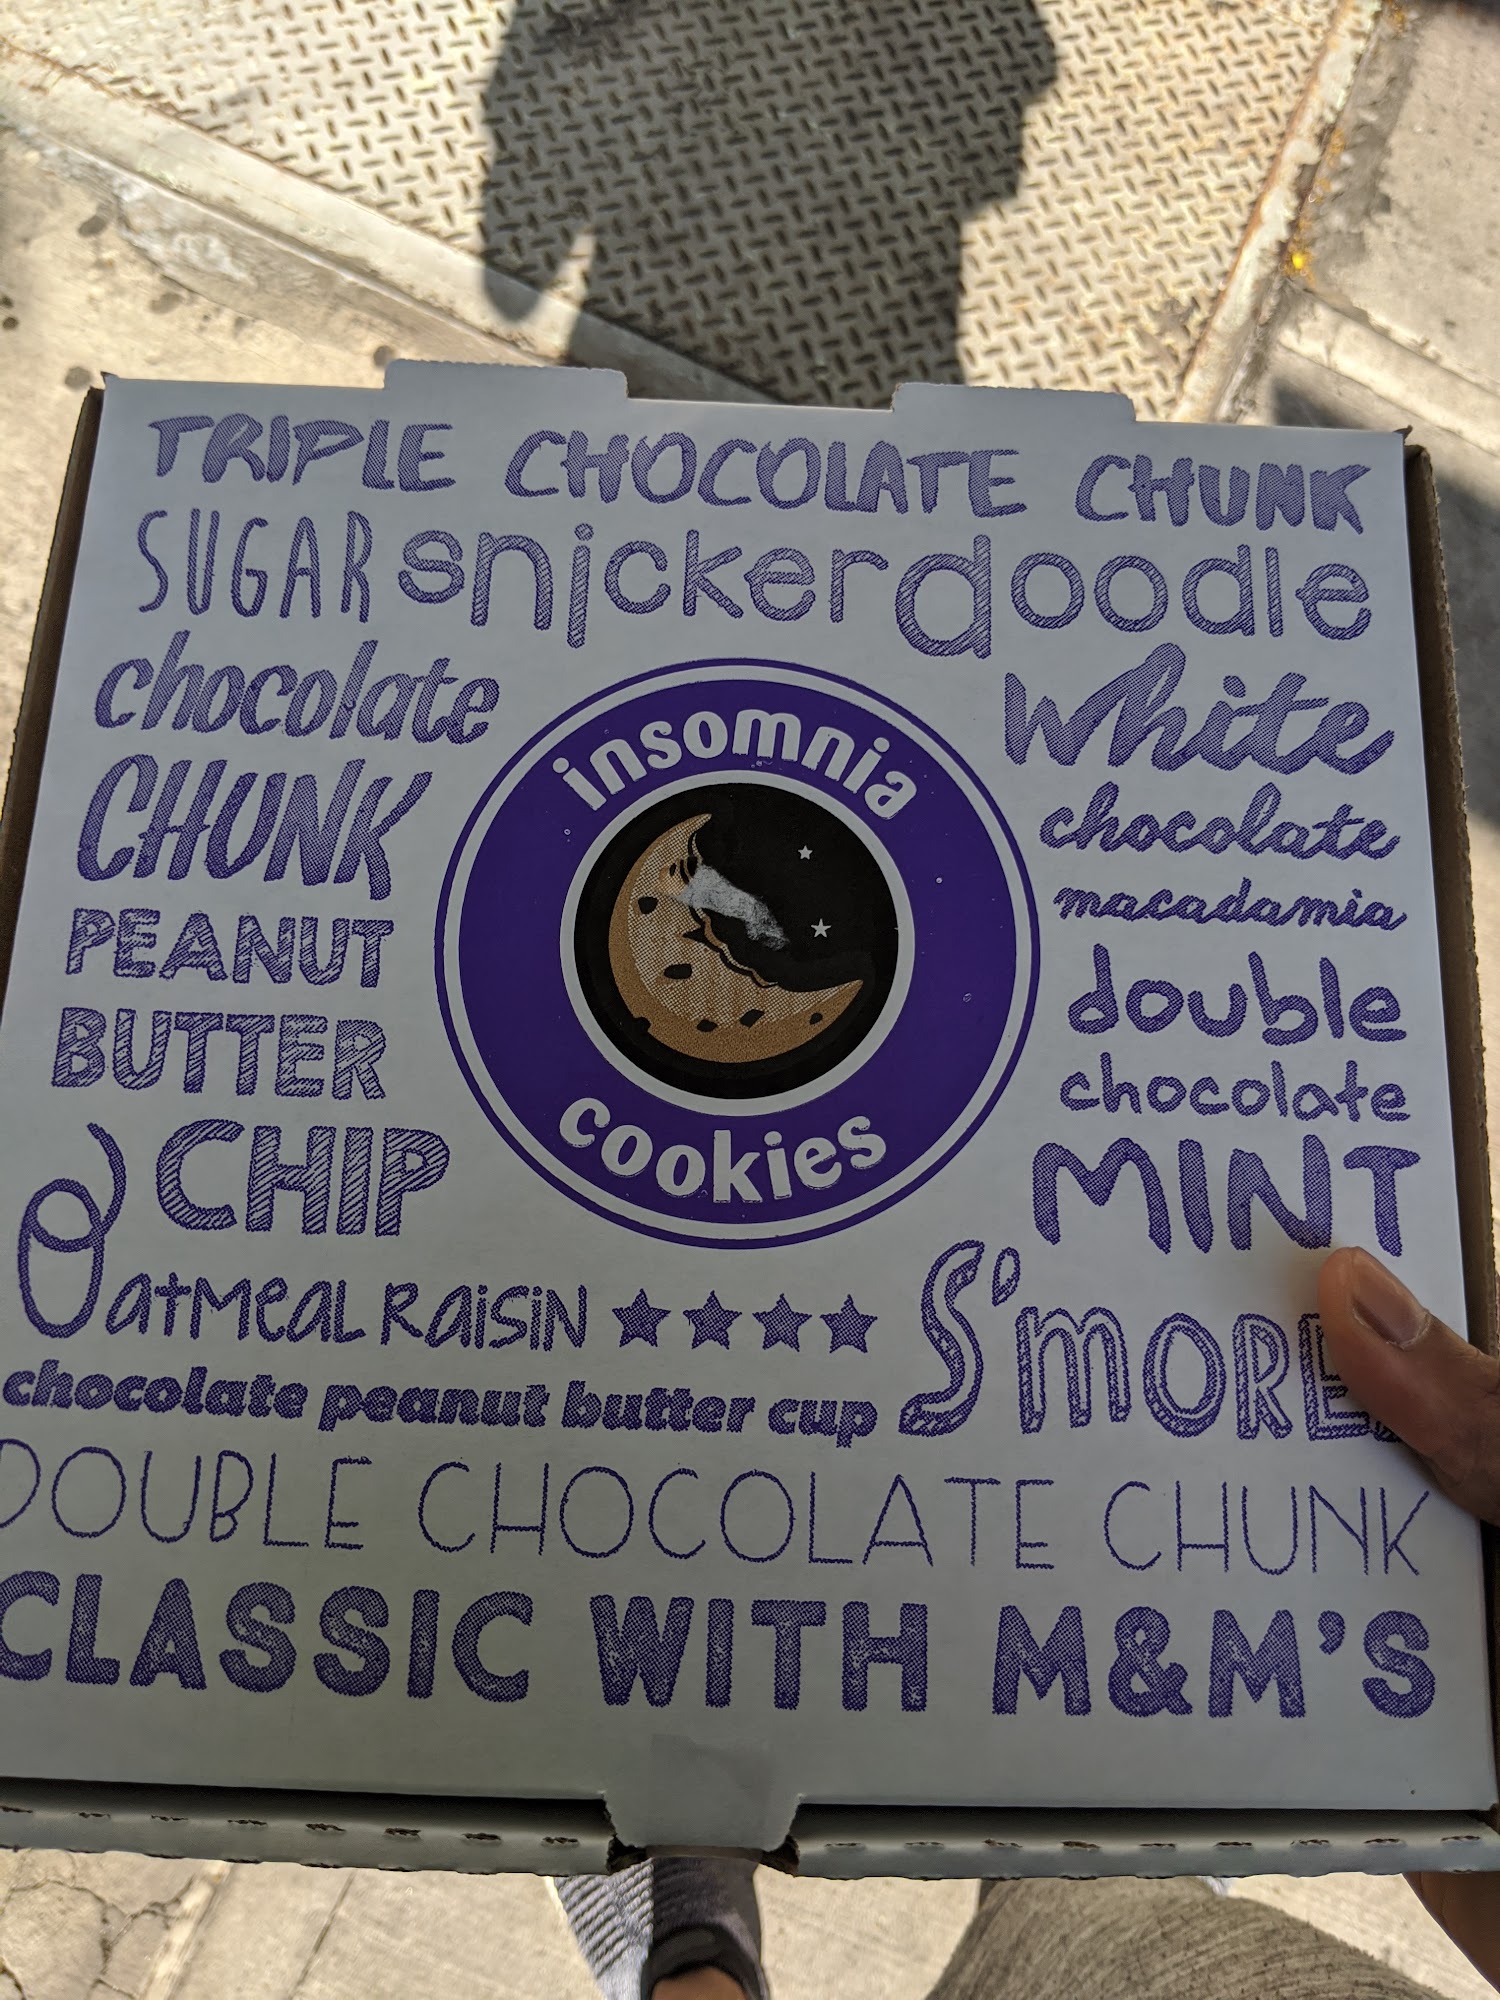 TRIPLE CHOCOLATE CHUNK
SUGAR snickerdoodle
chocolate
CHUNK
PEANUT
BUTTER
CHIP
insomnia
cookies
White
chocolate
macadamia
double
chocolate
MINT
Oatmeal Raisin
S'MORES
chocolate peanut butter cup
DOUBLE CHOCOLATE CHUNK
CLASSIC WITH M&M'S